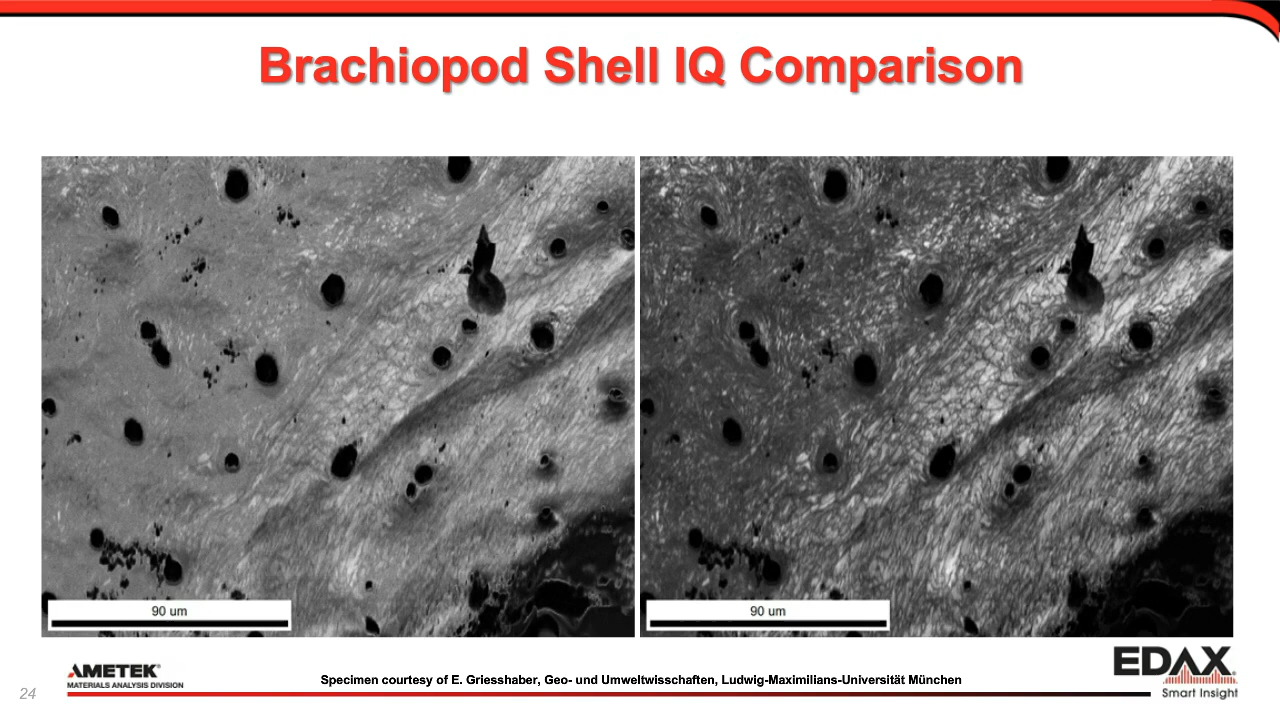 Brachiopod Shell IQ Comparison
90 um
90 um
AMETEK®
MATERIALS ANALYSIS DIVISION
Specimen courtesy of E. Griesshaber, Geo- und Umweltwisschaften, Ludwig-Maximilians-Universität München
EDAX®
Smart Insight
24